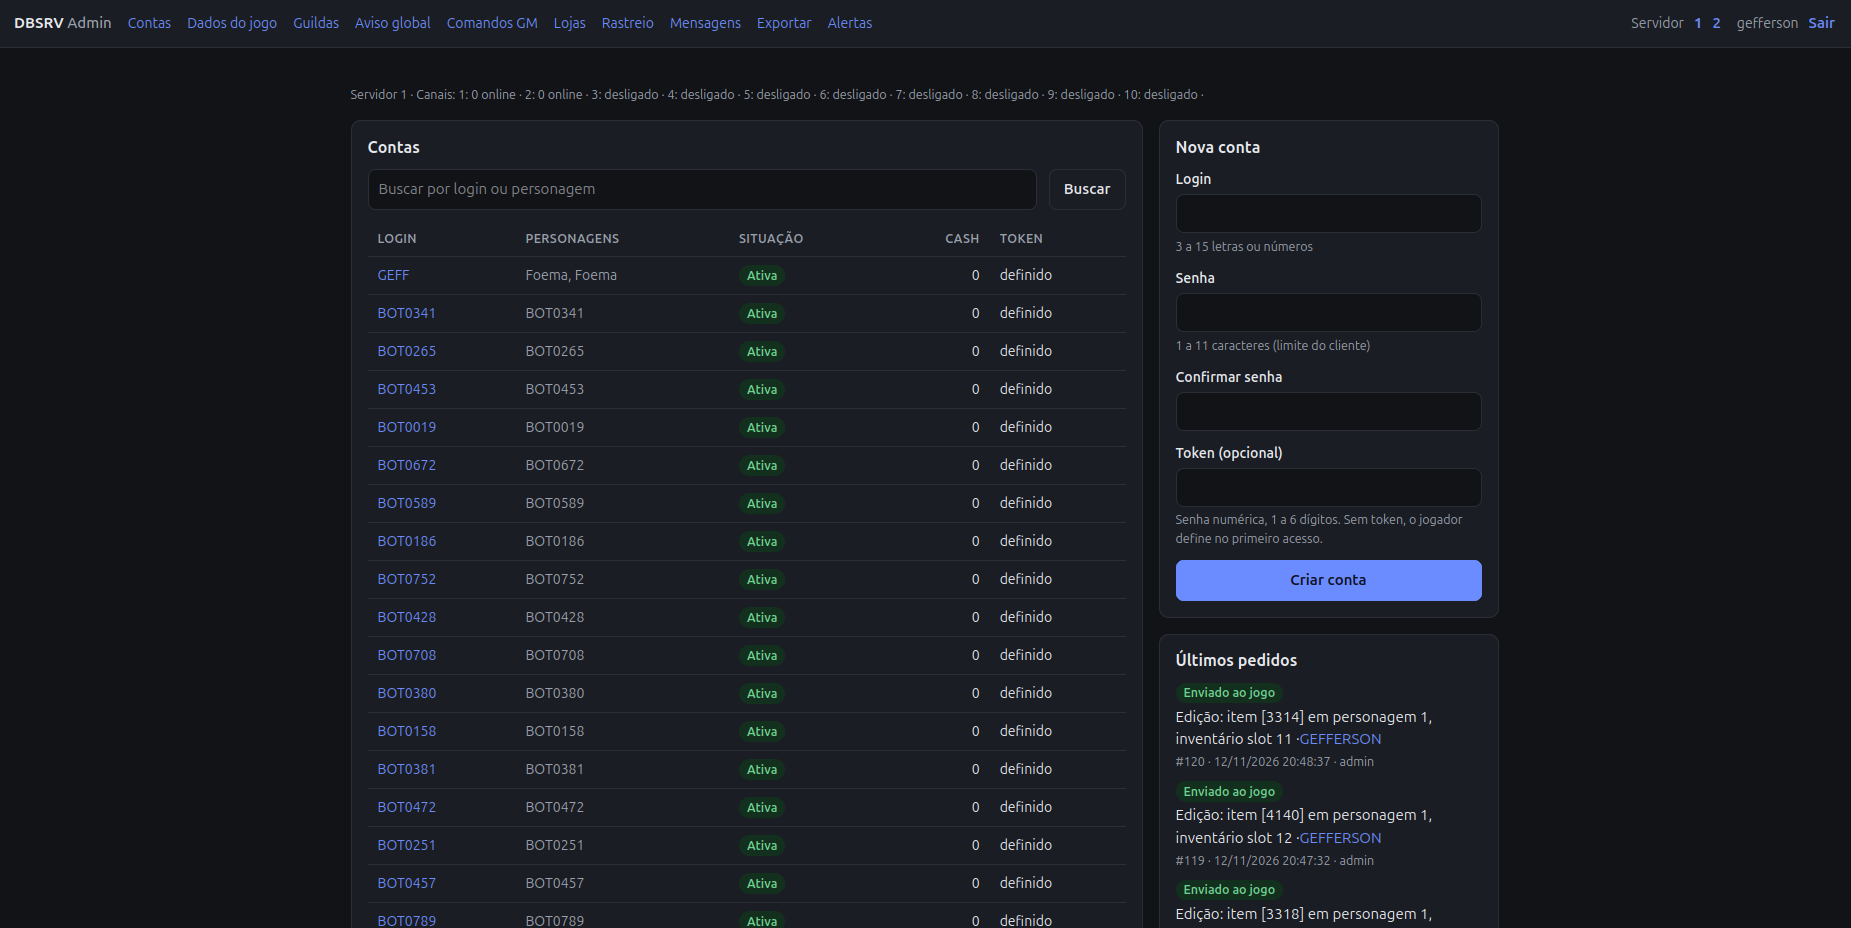 DBSRV Admin Contas Dados do jogo Guildas Aviso global Comandos GM Lojas Rastreio Mensagens Exportar Alertas Servidor 1 2 gefferson Sair
Servidor 1 · Canais: 1: 0 online · 2: 0 online · 3: desligado · 4: desligado · 5: desligado · 6: desligado · 7: desligado · 8: desligado · 9: desligado · 10: desligado ·
Contas
Buscar por login ou personagem Buscar
LOGIN PERSONAGENS SITUAÇÃO CASH TOKEN
GEFF Foema, Foema Ativa 0 definido
BOT0341 BOT0341 Ativa 0 definido
BOT0265 BOT0265 Ativa 0 definido
BOT0453 BOT0453 Ativa 0 definido
BOT0019 BOT0019 Ativa 0 definido
BOT0672 BOT0672 Ativa 0 definido
BOT0589 BOT0589 Ativa 0 definido
BOT0186 BOT0186 Ativa 0 definido
BOT0752 BOT0752 Ativa 0 definido
BOT0428 BOT0428 Ativa 0 definido
BOT0708 BOT0708 Ativa 0 definido
BOT0380 BOT0380 Ativa 0 definido
BOT0158 BOT0158 Ativa 0 definido
BOT0381 BOT0381 Ativa 0 definido
BOT0472 BOT0472 Ativa 0 definido
BOT0251 BOT0251 Ativa 0 definido
BOT0457 BOT0457 Ativa 0 definido
BOT0789 BOT0789 Ativa 0 definido
Nova conta
Login
3 a 15 letras ou números
Senha
1 a 11 caracteres (limite do cliente)
Confirmar senha
Token (opcional)
Senha numérica, 1 a 6 dígitos. Sem token, o jogador
define no primeiro acesso.
Criar conta
Últimos pedidos
Enviado ao jogo
Edição: item [3314] em personagem 1,
inventário slot 11 ·GEFFERSON
#120 · 12/11/2026 20:48:37 · admin
Enviado ao jogo
Edição: item [4140] em personagem 1,
inventário slot 12 ·GEFFERSON
#119 · 12/11/2026 20:47:32 · admin
Enviado ao jogo
Edição: item [3318] em personagem 1,